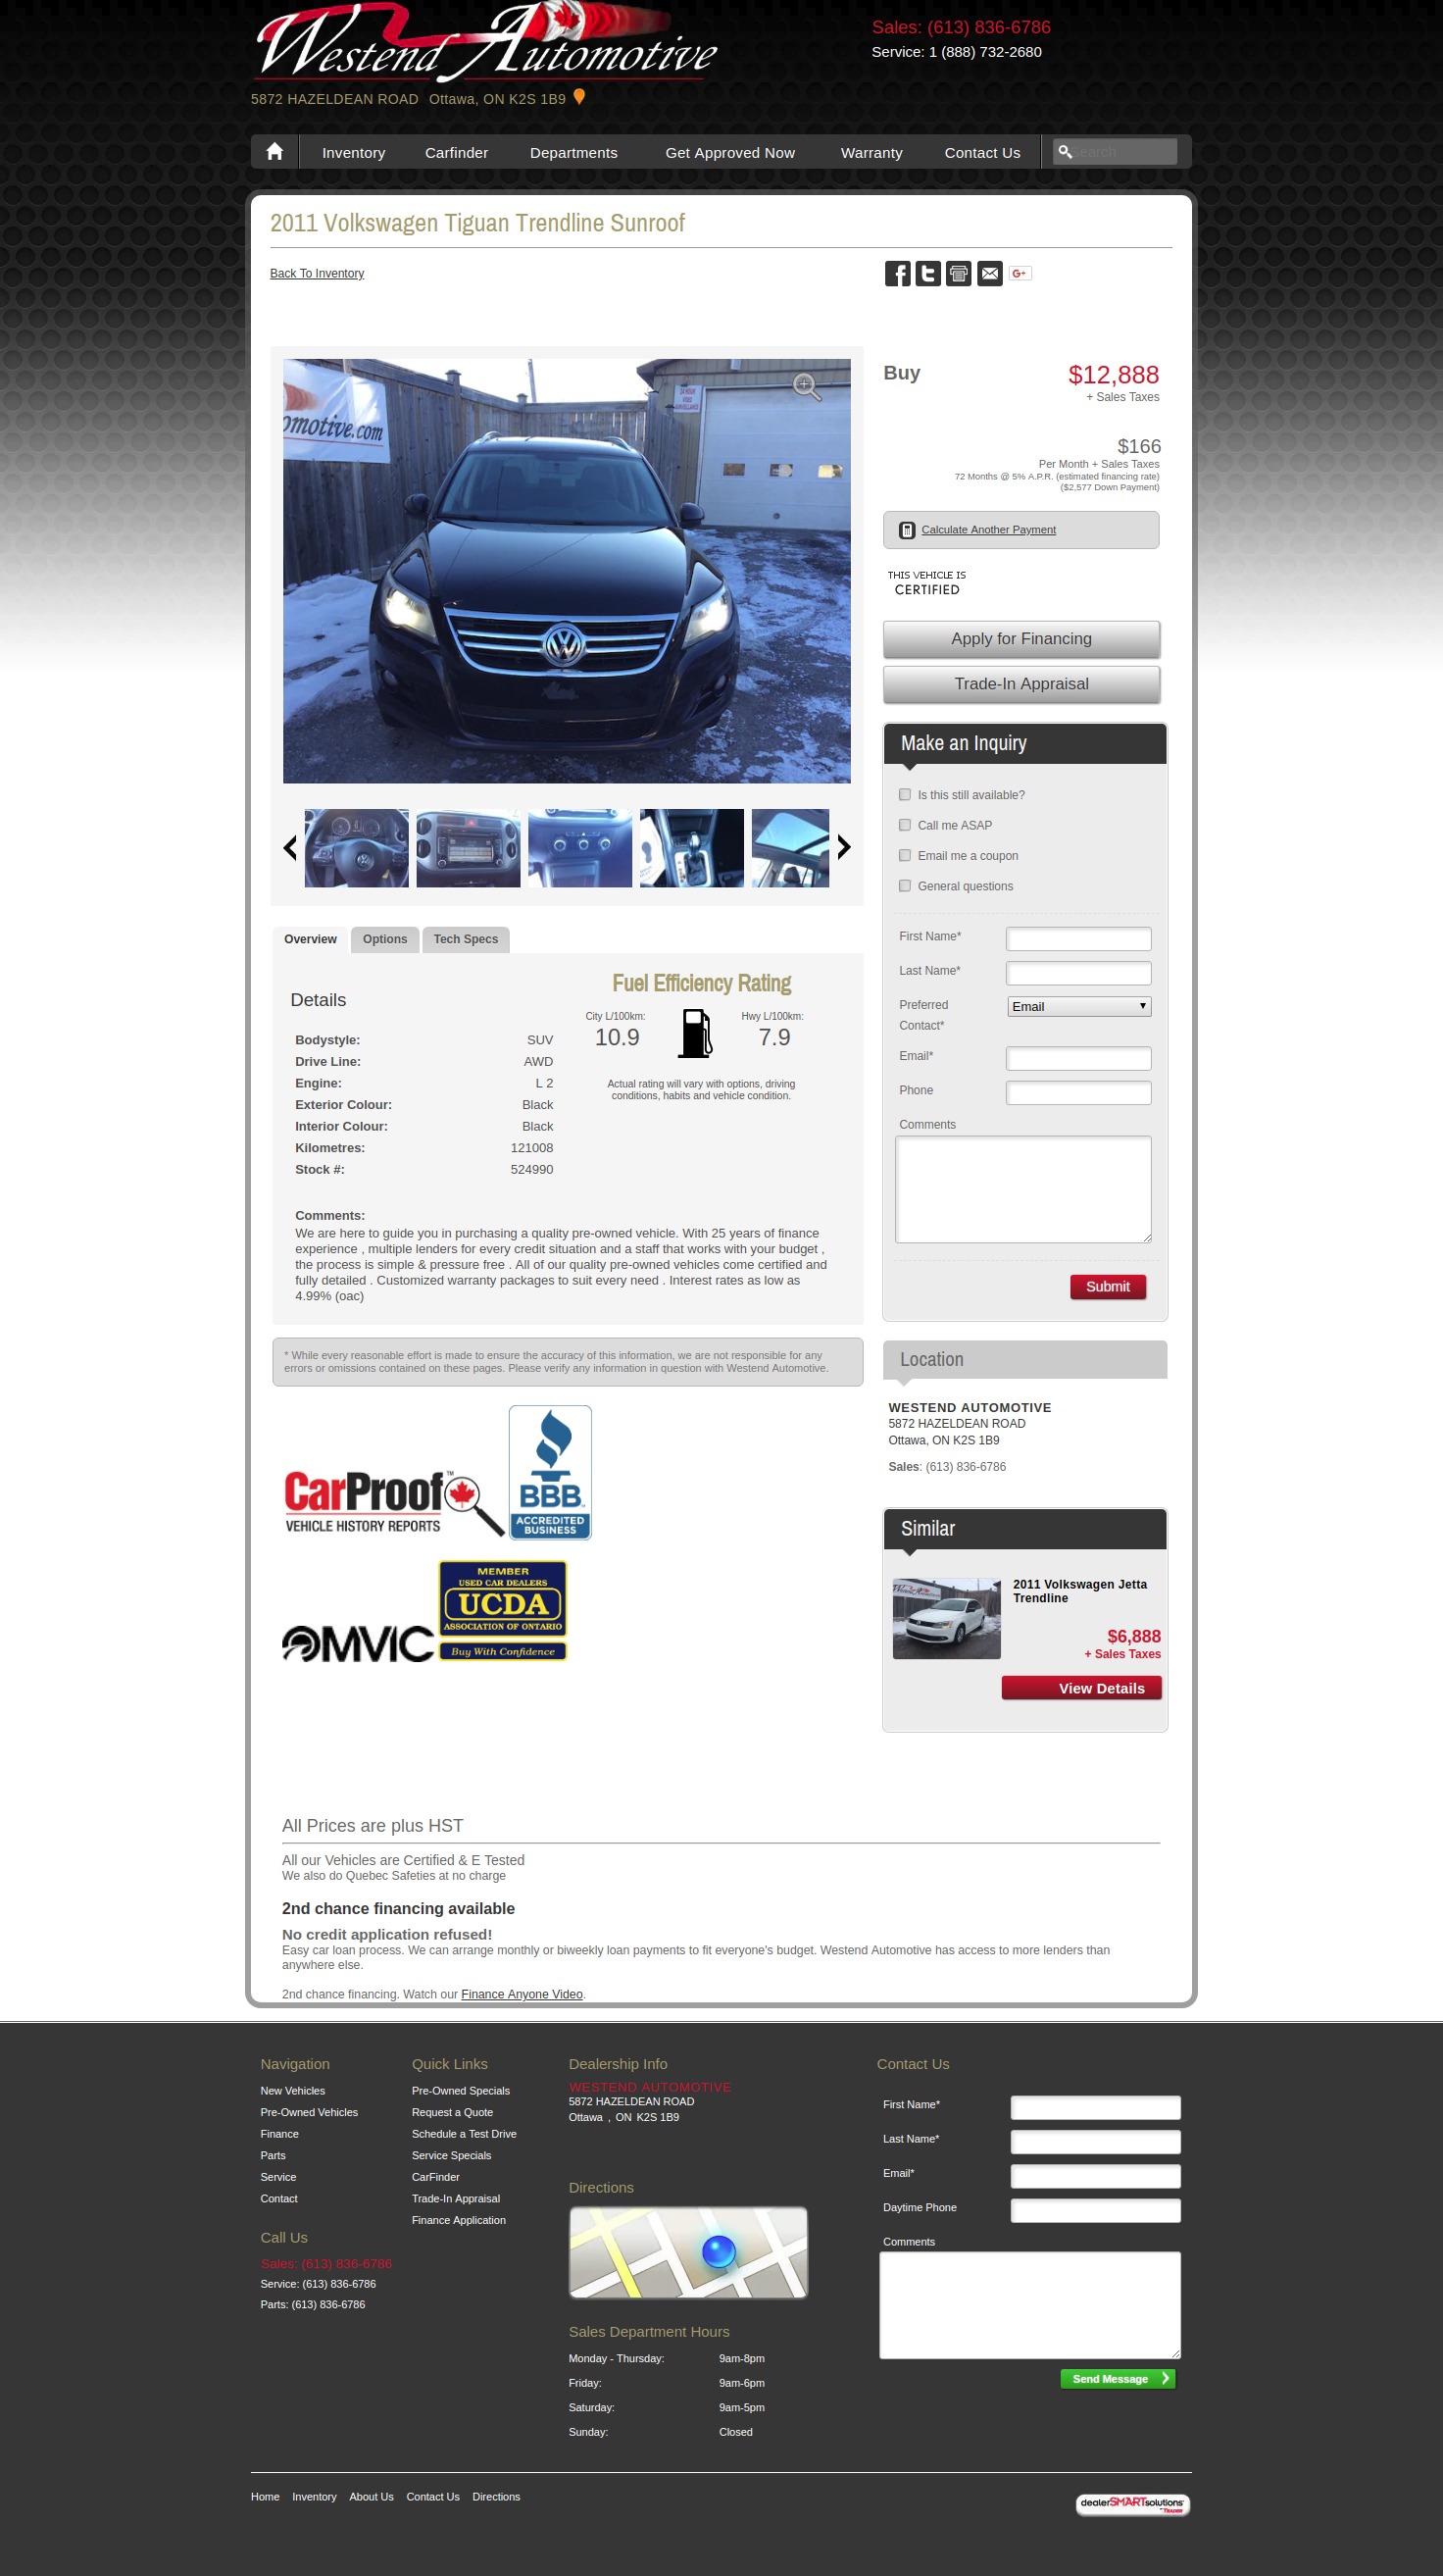 Westend Automotive
Sales: (613) 836-6786
Service: 1 (888) 732-2680
5872 HAZELDEAN ROAD Ottawa, ON K2S 1B9
Inventory Carfinder Departments Get Approved Now Warranty Contact Us Search
2011 Volkswagen Tiguan Trendline Sunroof
Back To Inventory
omotive.com
Buy $12,888
+ Sales Taxes
$166
Per Month + Sales Taxes
72 Months @ 5% A.P.R. (estimated financing rate)
($2,577 Down Payment)
Calculate Another Payment
THIS VEHICLE IS
CERTIFIED
Apply for Financing
Trade-In Appraisal
Make an Inquiry
Is this still available?
Call me ASAP
Email me a coupon
General questions
First Name*
Last Name*
Preferred
Contact*
Email
Email*
Phone
Comments
Submit
Overview Options Tech Specs
Details
Bodystyle: SUV
Drive Line: AWD
Engine: L 2
Exterior Colour: Black
Interior Colour: Black
Kilometres: 121008
Stock #: 524990
Fuel Efficiency Rating
City L/100km: Hwy L/100km:
10.9 7.9
Actual rating will vary with options, driving
conditions, habits and vehicle condition.
Comments:
We are here to guide you in purchasing a quality pre-owned vehicle. With 25 years of finance
experience , multiple lenders for every credit situation and a staff that works with your budget ,
the process is simple & pressure free . All of our quality pre-owned vehicles come certified and
fully detailed . Customized warranty packages to suit every need . Interest rates as low as
4.99% (oac)
* While every reasonable effort is made to ensure the accuracy of this information, we are not responsible for any
errors or omissions contained on these pages. Please verify any information in question with Westend Automotive.
CarProof™
VEHICLE HISTORY REPORTS
BBB
ACCREDITED
BUSINESS
OMVIC
MEMBER
USED CAR DEALERS
UCDA
ASSOCIATION OF ONTARIO
Buy With Confidence
Location
WESTEND AUTOMOTIVE
5872 HAZELDEAN ROAD
Ottawa, ON K2S 1B9
Sales: (613) 836-6786
Similar
2011 Volkswagen Jetta
Trendline
$6,888
+ Sales Taxes
View Details
All Prices are plus HST
All our Vehicles are Certified & E Tested
We also do Quebec Safeties at no charge
2nd chance financing available
No credit application refused!
Easy car loan process. We can arrange monthly or biweekly loan payments to fit everyone's budget. Westend Automotive has access to more lenders than
anywhere else.
2nd chance financing. Watch our Finance Anyone Video.
Navigation
New Vehicles
Pre-Owned Vehicles
Finance
Parts
Service
Contact
Call Us
Sales: (613) 836-6786
Service: (613) 836-6786
Parts: (613) 836-6786
Quick Links
Pre-Owned Specials
Request a Quote
Schedule a Test Drive
Service Specials
CarFinder
Trade-In Appraisal
Finance Application
Dealership Info
WESTEND AUTOMOTIVE
5872 HAZELDEAN ROAD
Ottawa , ON K2S 1B9
Directions
Sales Department Hours
Monday - Thursday: 9am-8pm
Friday: 9am-6pm
Saturday: 9am-5pm
Sunday: Closed
Contact Us
First Name*
Last Name*
Email*
Daytime Phone
Comments
Send Message
Home Inventory About Us Contact Us Directions
dealerSMARTsolutions